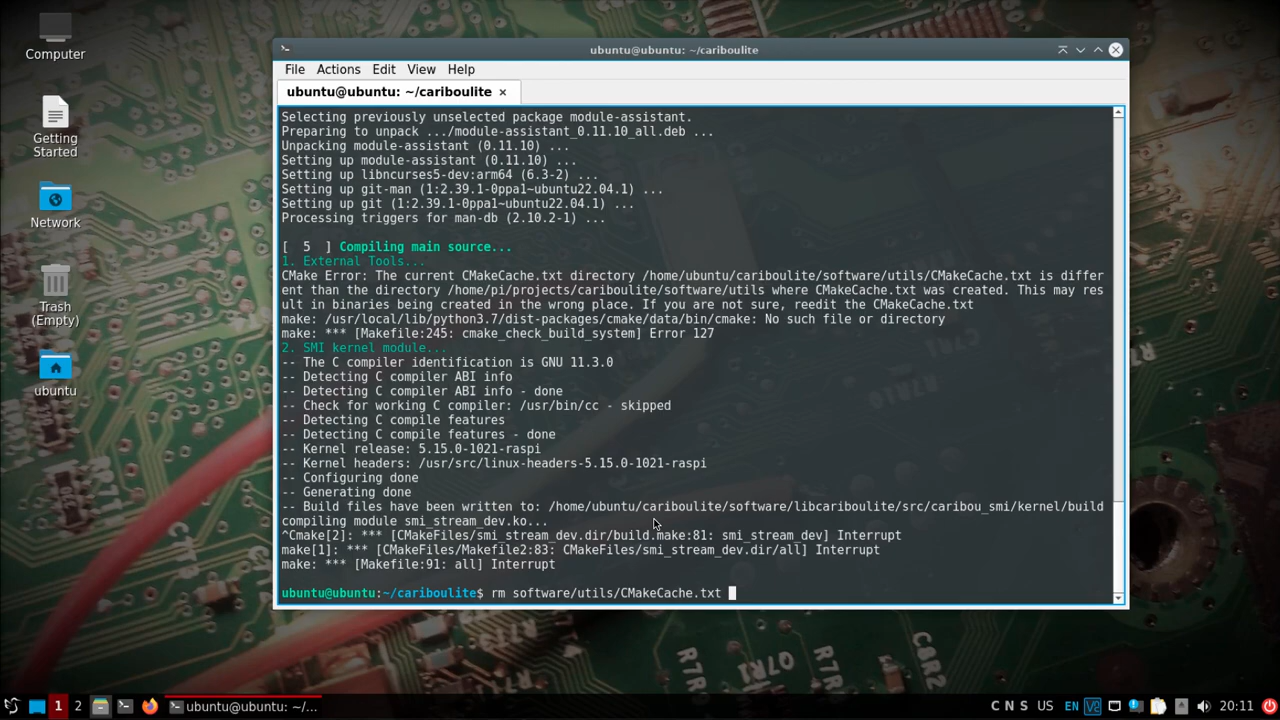 Computer
Getting
Started
Network
Trash
(Empty)
ubuntu
ubuntu@ubuntu: ~/cariboulite
File Actions Edit View Help
ubuntu@ubuntu: ~/cariboulite ×
Selecting previously unselected package module-assistant.
Preparing to unpack .../module-assistant_0.11.10_all.deb ...
Unpacking module-assistant (0.11.10) ...
Setting up module-assistant (0.11.10) ...
Setting up libncurses5-dev:arm64 (6.3-2) ...
Setting up git-man (1:2.39.1-0ppa1~ubuntu22.04.1) ...
Setting up git (1:2.39.1-0ppa1~ubuntu22.04.1) ...
Processing triggers for man-db (2.10.2-1) ...
[  5  ] Compiling main source...
1. External Tools...
CMake Error: The current CMakeCache.txt directory /home/ubuntu/cariboulite/software/utils/CMakeCache.txt is differ
ent than the directory /home/pi/projects/cariboulite/software/utils where CMakeCache.txt was created. This may res
ult in binaries being created in the wrong place. If you are not sure, reedit the CMakeCache.txt
make: /usr/local/lib/python3.7/dist-packages/cmake/data/bin/cmake: No such file or directory
make: *** [Makefile:245: cmake_check_build_system] Error 127
2. SMI kernel module...
-- The C compiler identification is GNU 11.3.0
-- Detecting C compiler ABI info
-- Detecting C compiler ABI info - done
-- Check for working C compiler: /usr/bin/cc - skipped
-- Detecting C compile features
-- Detecting C compile features - done
-- Kernel release: 5.15.0-1021-raspi
-- Kernel headers: /usr/src/linux-headers-5.15.0-1021-raspi
-- Configuring done
-- Generating done
-- Build files have been written to: /home/ubuntu/cariboulite/software/libcariboulite/src/caribou_smi/kernel/build
compiling module smi_stream_dev.ko...
^Cmake[2]: *** [CMakeFiles/smi_stream_dev.dir/build.make:81: smi_stream_dev] Interrupt
make[1]: *** [CMakeFiles/Makefile2:83: CMakeFiles/smi_stream_dev.dir/all] Interrupt
make: *** [Makefile:91: all] Interrupt
ubuntu@ubuntu:~/cariboulite$ rm software/utils/CMakeCache.txt
1 2 ubuntu@ubuntu: ~/... C N S US EN 20:11